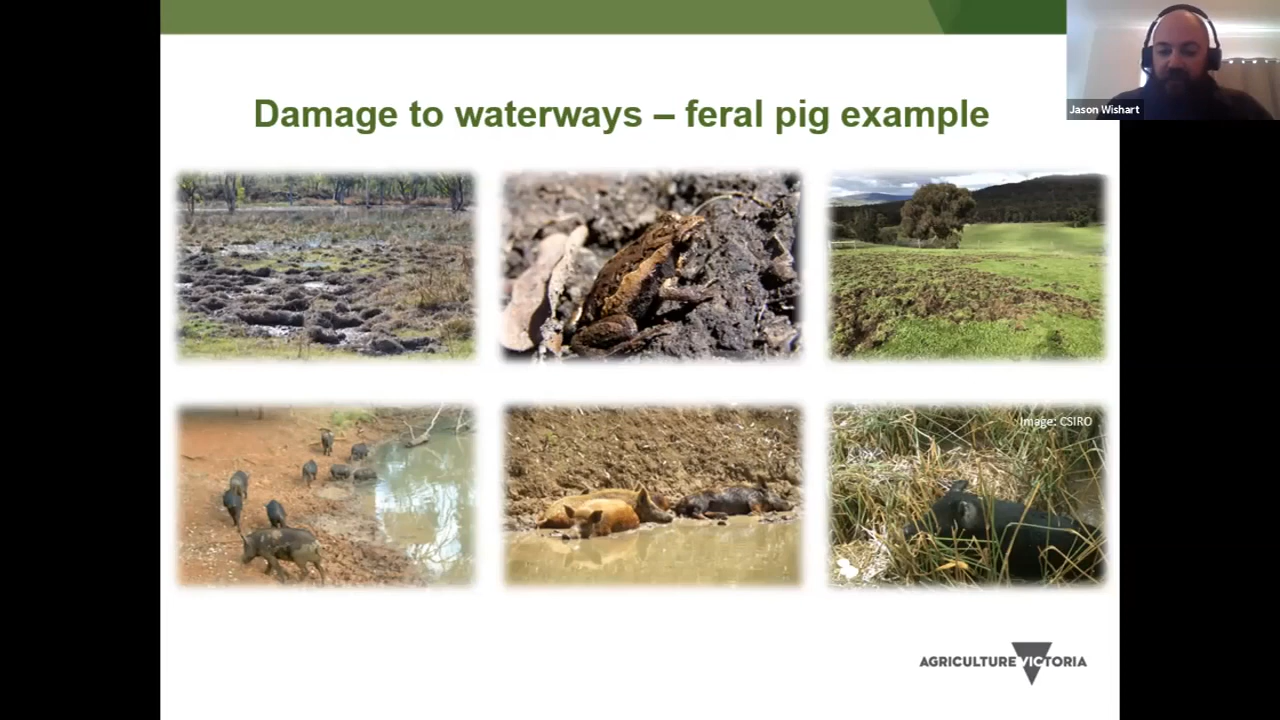 Jason Wishart
Damage to waterways – feral pig example
Image: CSIRO
AGRICULTURE VICTORIA